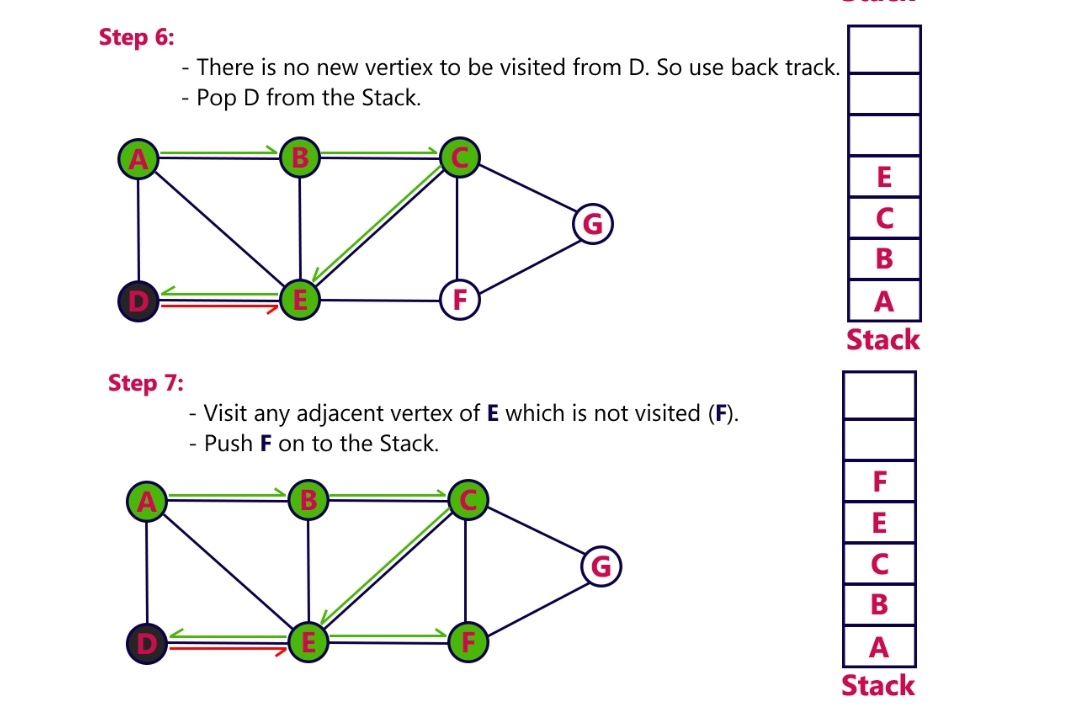 Stack
Step 6:
- There is no new vertiex to be visited from D. So use back track.
- Pop D from the Stack.
A B C
G
D E F
E
C
B
A
Stack
Step 7:
- Visit any adjacent vertex of E which is not visited (F).
- Push F on to the Stack.
A B C
G
D E F
F
E
C
B
A
Stack